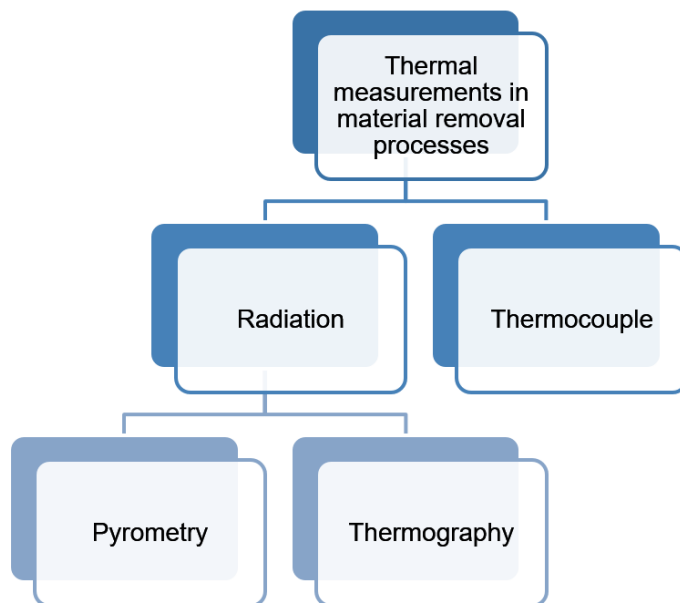 Thermal
measurements in
material removal
processes
Radiation
Thermocouple
Pyrometry
Thermography